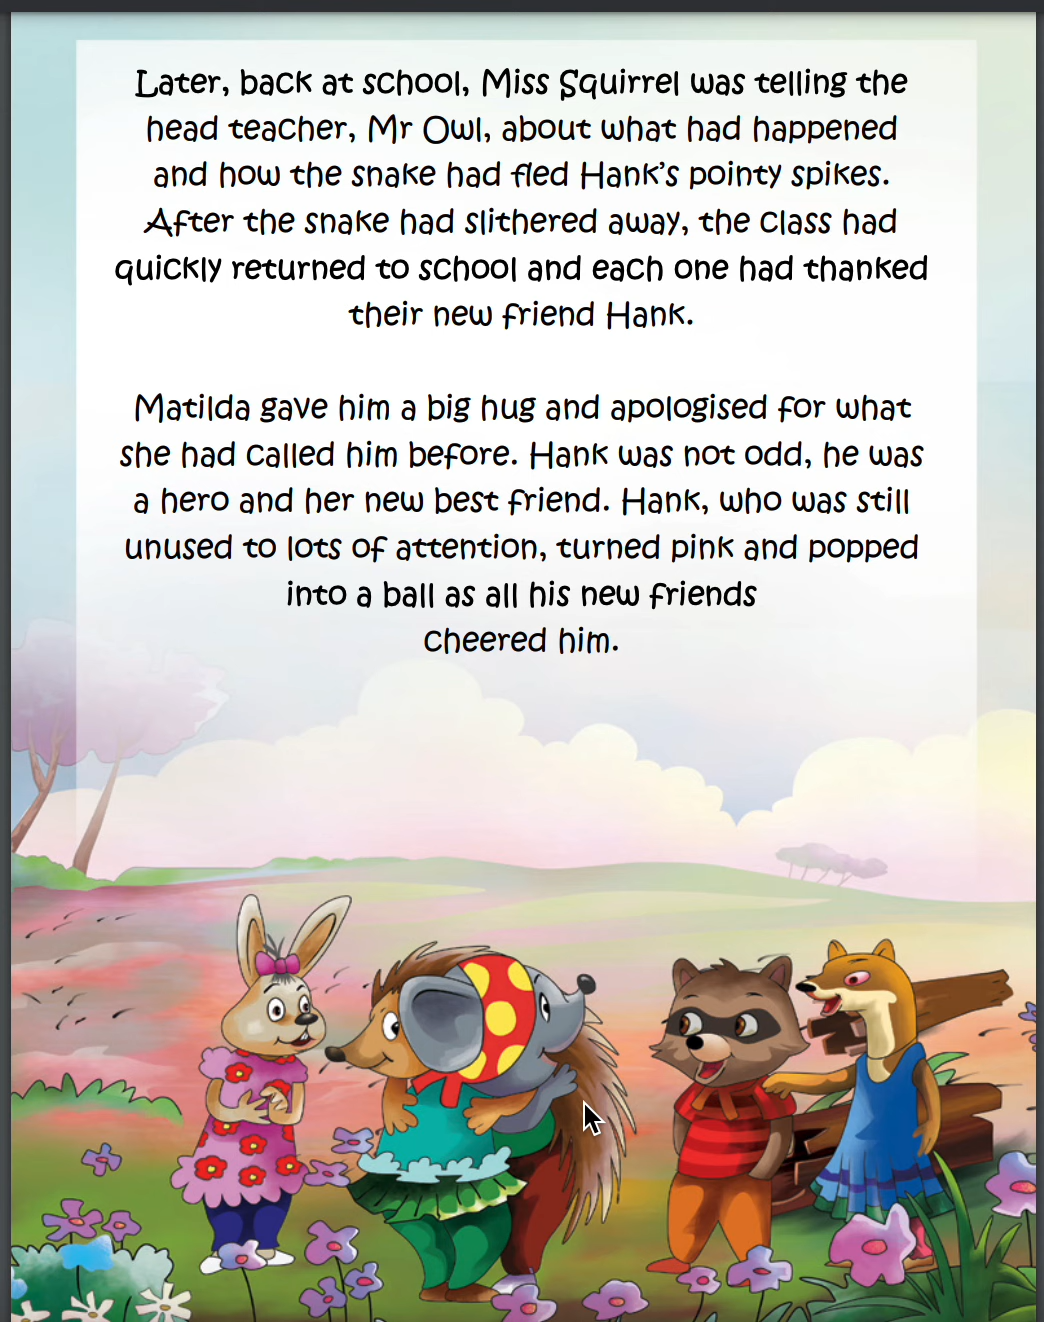 Later, back at school, Miss Squirrel was telling the
head teacher, Mr Owl, about what had happened
and how the snake had fled Hank’s pointy spikes.
After the snake had slithered away, the class had
quickly returned to school and each one had thanked
their new friend Hank.
Matilda gave him a big hug and apologised for what
she had called him before. Hank was not odd, he was
a hero and her new best friend. Hank, who was still
unused to lots of attention, turned pink and popped
into a ball as all his new friends
cheered him.